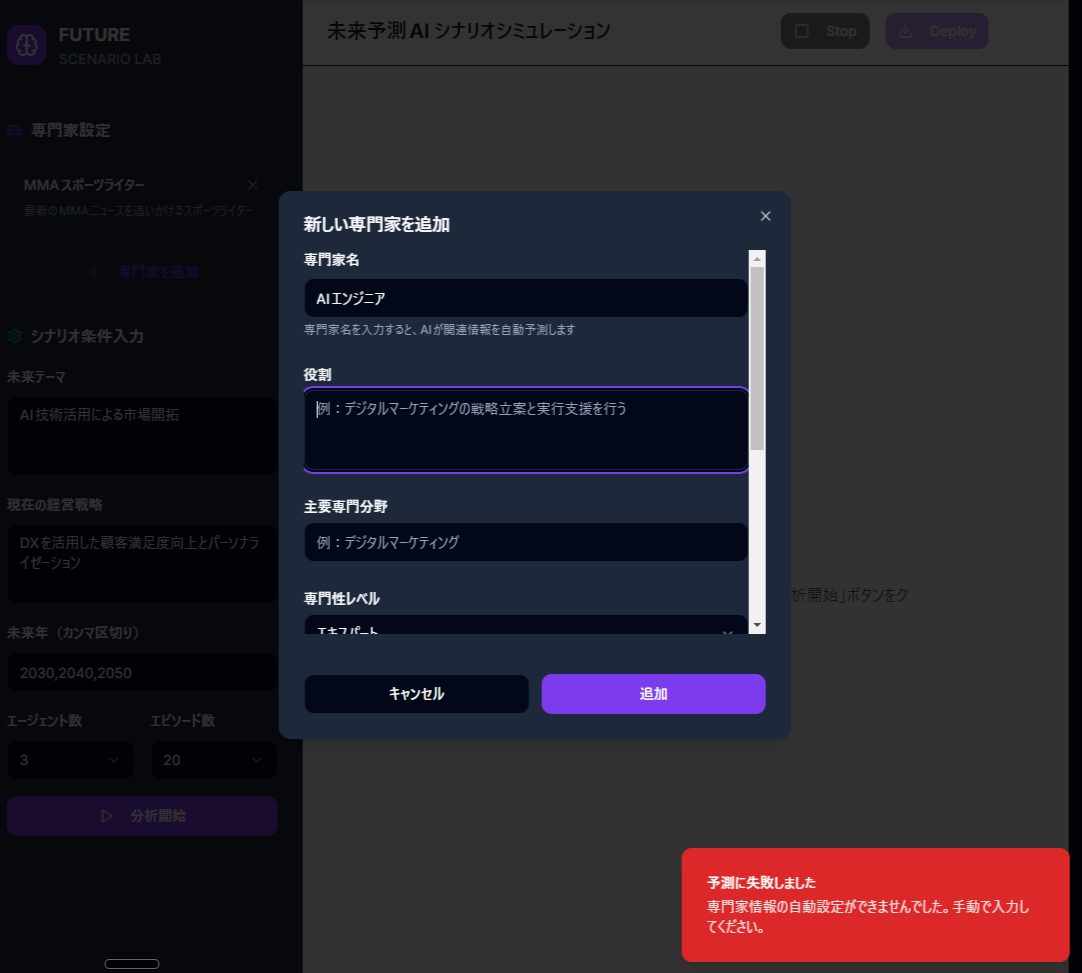 FUTURE
SCENARIO LAB
未来予測AI シナリオシミュレーション
Stop
Deploy
専門家設定
MMAスポーツライター
最新のMMAニュースを追いかけるスポーツライター
専門家を追加
シナリオ条件入力
未来テーマ
AI技術活用による市場開拓
現在の経営戦略
DXを活用した顧客満足度向上とパーソナラ
イゼーション
未来年（カンマ区切り）
2030,2040,2050
エージェント数
エピソード数
3
20
分析開始
新しい専門家を追加
専門家名
AIエンジニア
専門家名を入力すると、AIが関連情報を自動予測します
役割
例：デジタルマーケティングの戦略立案と実行支援を行う
主要専門分野
例：デジタルマーケティング
専門性レベル
エキスパート
キャンセル
追加
析開始」ボタンをク
予測に失敗しました
専門家情報の自動設定ができませんでした。手動で入力し
てください。